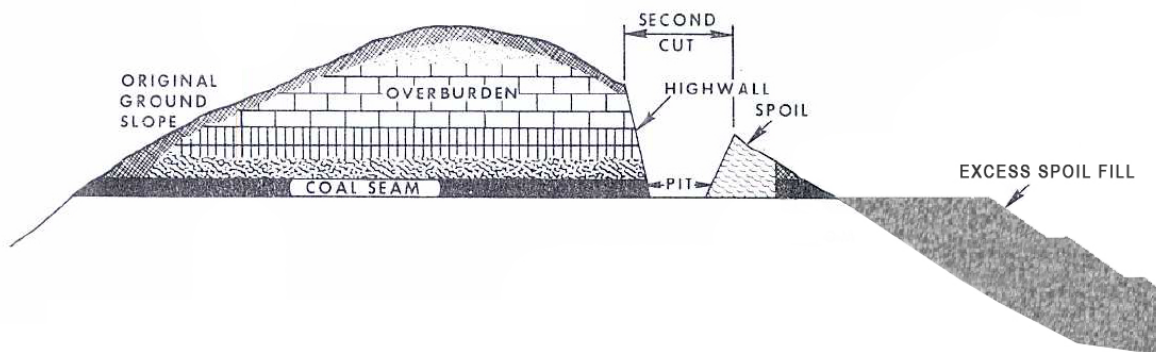 SECOND
CUT
ORIGINAL
GROUND
SLOPE
OVERBURDEN
HIGHWALL
SPOIL
COAL SEAM
PIT
EXCESS SPOIL FILL